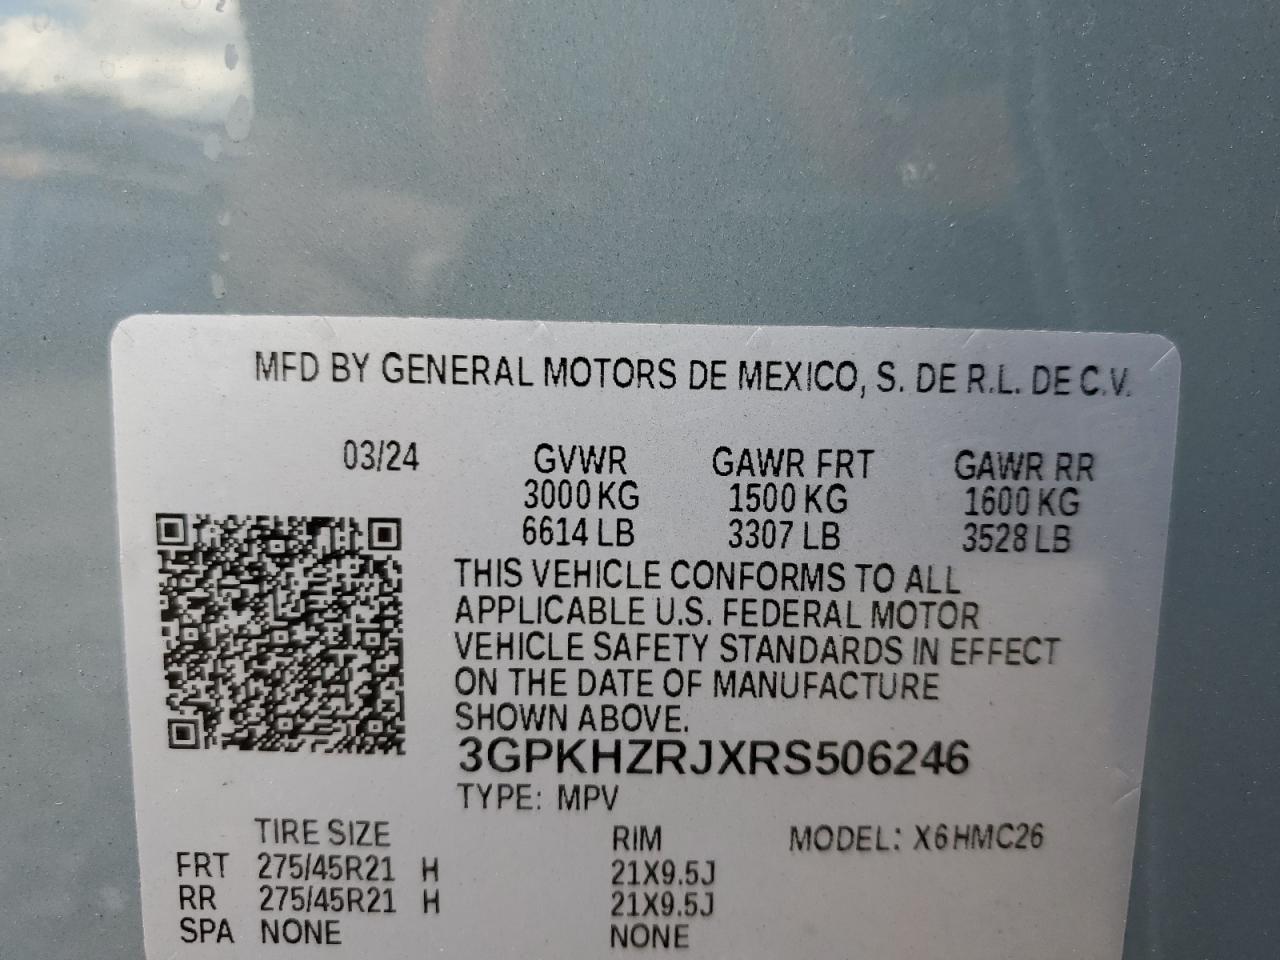 MFD BY GENERAL MOTORS DE MEXICO, S. DE R.L. DE C.V.
03/24 GVWR GAWR FRT GAWR RR
3000 KG 1500 KG 1600 KG
6614 LB 3307 LB 3528 LB
THIS VEHICLE CONFORMS TO ALL
APPLICABLE U.S. FEDERAL MOTOR
VEHICLE SAFETY STANDARDS IN EFFECT
ON THE DATE OF MANUFACTURE
SHOWN ABOVE.
3GPKHZRJXRS506246
TYPE: MPV
TIRE SIZE RIM MODEL: X6HMC26
FRT 275/45R21 H 21X9.5J
RR 275/45R21 H 21X9.5J
SPA NONE NONE